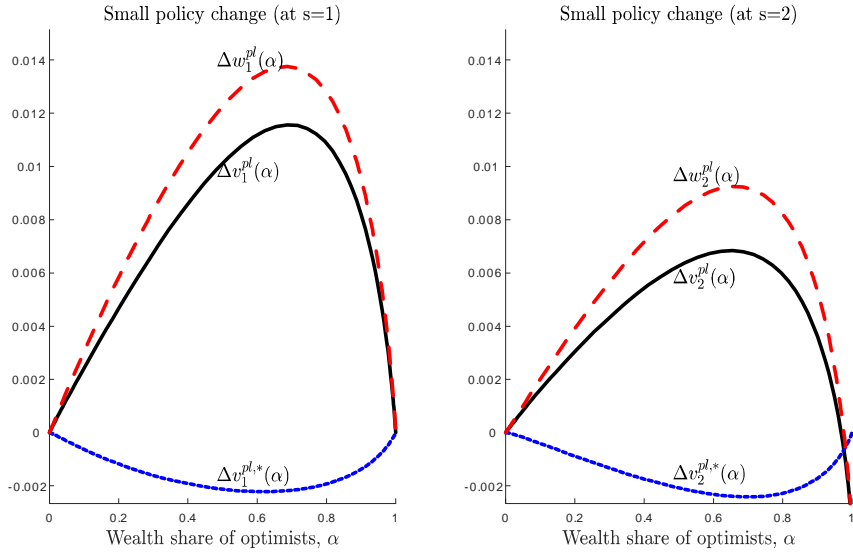 Small policy change (at s=1)
0.014
0.012
0.01
0.008
0.006
0.004
0.002
0
-0.002
Δw₁ᵖˡ(α)
Δv₁ᵖˡ(α)
Δv₁ᵖˡ,*(α)
0 0.2 0.4 0.6 0.8 1
Wealth share of optimists, α
Small policy change (at s=2)
0.014
0.012
0.01
0.008
0.006
0.004
0.002
0
-0.002
Δw₂ᵖˡ(α)
Δv₂ᵖˡ(α)
Δv₂ᵖˡ,*(α)
0 0.2 0.4 0.6 0.8 1
Wealth share of optimists, α